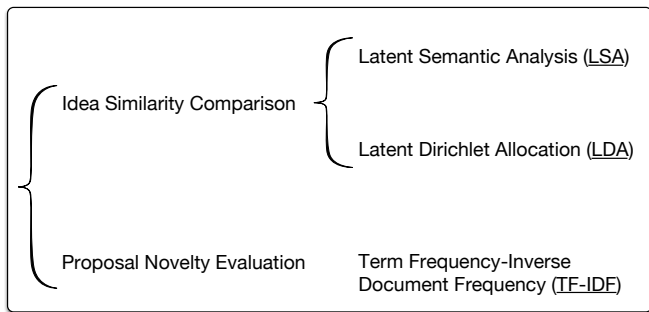 Latent Semantic Analysis (LSA)
Idea Similarity Comparison
Latent Dirichlet Allocation (LDA)
Proposal Novelty Evaluation
Term Frequency-Inverse
Document Frequency (TF-IDF)